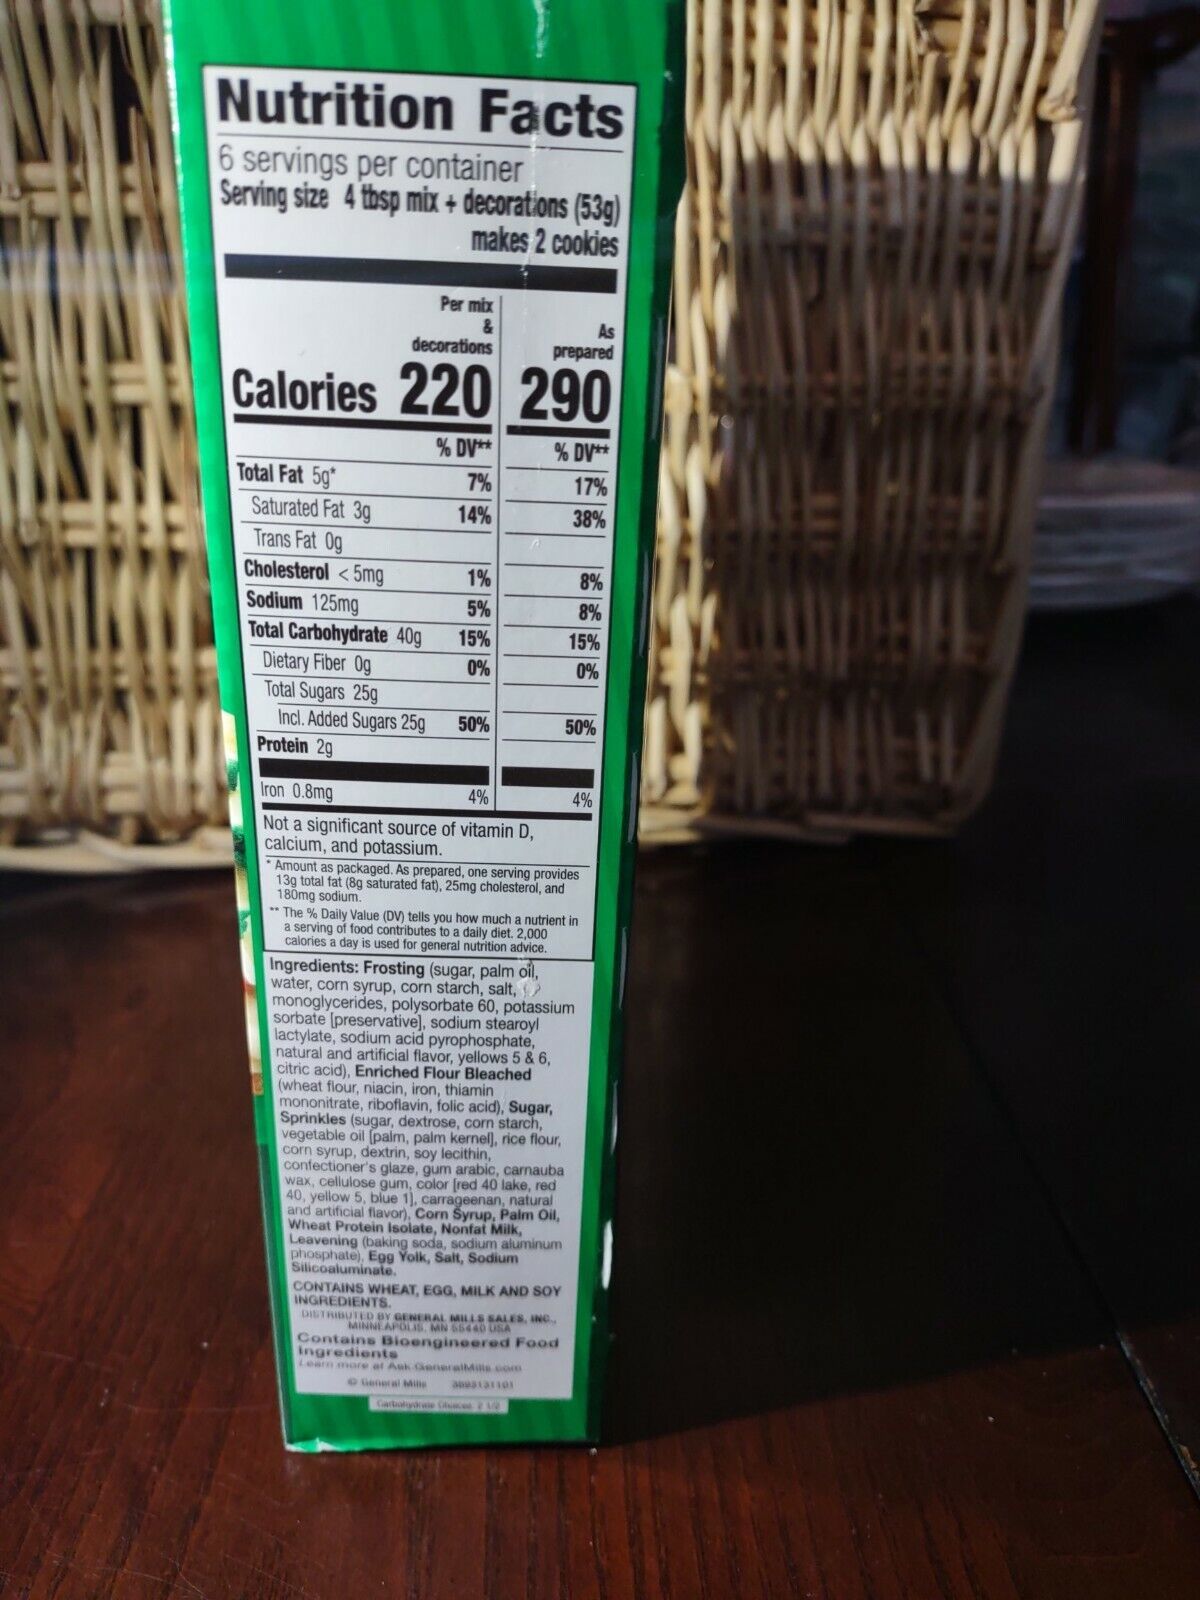 Nutrition Facts
6 servings per container
Serving size 4 tbsp mix + decorations (53g)
makes 2 cookies
Per mix
&
decorations
As
prepared
Calories 220 290
% DV** % DV**
Total Fat 5g* 7% 17%
Saturated Fat 3g 14% 38%
Trans Fat 0g
Cholesterol < 5mg 1% 8%
Sodium 125mg 5% 8%
Total Carbohydrate 40g 15% 15%
Dietary Fiber 0g 0% 0%
Total Sugars 25g
Incl. Added Sugars 25g 50% 50%
Protein 2g
Iron 0.8mg 4% 4%
Not a significant source of vitamin D,
calcium, and potassium.
* Amount as packaged. As prepared, one serving provides
13g total fat (8g saturated fat), 25mg cholesterol, and
180mg sodium.
** The % Daily Value (DV) tells you how much a nutrient in
a serving of food contributes to a daily diet. 2,000
calories a day is used for general nutrition advice.
Ingredients: Frosting (sugar, palm oil,
water, corn syrup, corn starch, salt,
monoglycerides, polysorbate 60, potassium
sorbate [preservative], sodium stearoyl
lactylate, sodium acid pyrophosphate,
natural and artificial flavor, yellows 5 & 6,
citric acid), Enriched Flour Bleached
(wheat flour, niacin, iron, thiamin
mononitrate, riboflavin, folic acid), Sugar,
Sprinkles (sugar, dextrose, corn starch,
vegetable oil [palm, palm kernel], rice flour,
corn syrup, dextrin, soy lecithin,
confectioner's glaze, gum arabic, carnauba
wax, cellulose gum, color [red 40 lake, red
40, yellow 5, blue 1], carrageenan, natural
and artificial flavor), Corn Syrup, Palm Oil,
Wheat Protein Isolate, Nonfat Milk,
Leavening (baking soda, sodium aluminum
phosphate), Egg Yolk, Salt, Sodium
Silicoaluminate.
CONTAINS WHEAT, EGG, MILK AND SOY
INGREDIENTS.
DISTRIBUTED BY GENERAL MILLS SALES, INC.,
MINNEAPOLIS, MN 55440 USA
Contains Bioengineered Food
Ingredients
Learn more at Ask.GeneralMills.com
© General Mills 3893131101
Carbohydrate Choices: 2 1/2